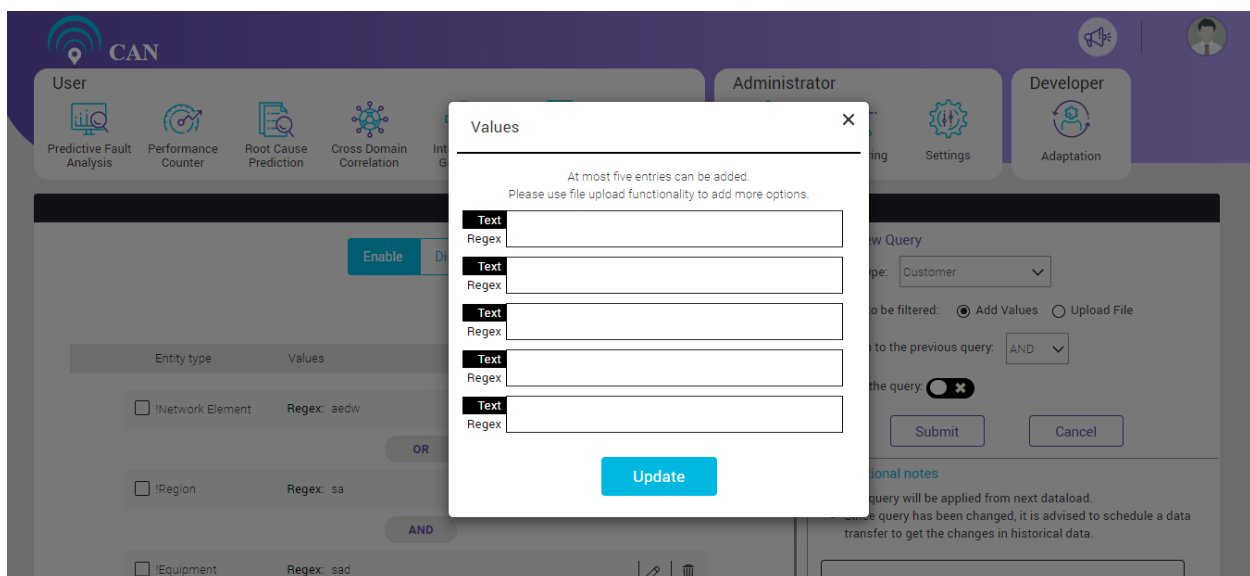 CAN
User
Administrator
Developer
Predictive Fault
Analysis
Performance
Counter
Root Cause
Prediction
Cross Domain
Correlation
Settings
Adaptation
Values
At most five entries can be added.
Please use file upload functionality to add more options.
Text
Regex
Text
Regex
Text
Regex
Text
Regex
Text
Regex
Update
Enable
Entity type Values
!Network Element Regex: aedw
OR
!Region Regex: sa
AND
!Equipment Regex: sad
Query
Customer
to be filtered: Add Values Upload File
to the previous query: AND
the query:
Submit Cancel
notes
query will be applied from next dataload.
query has been changed, it is advised to schedule a data
transfer to get the changes in historical data.